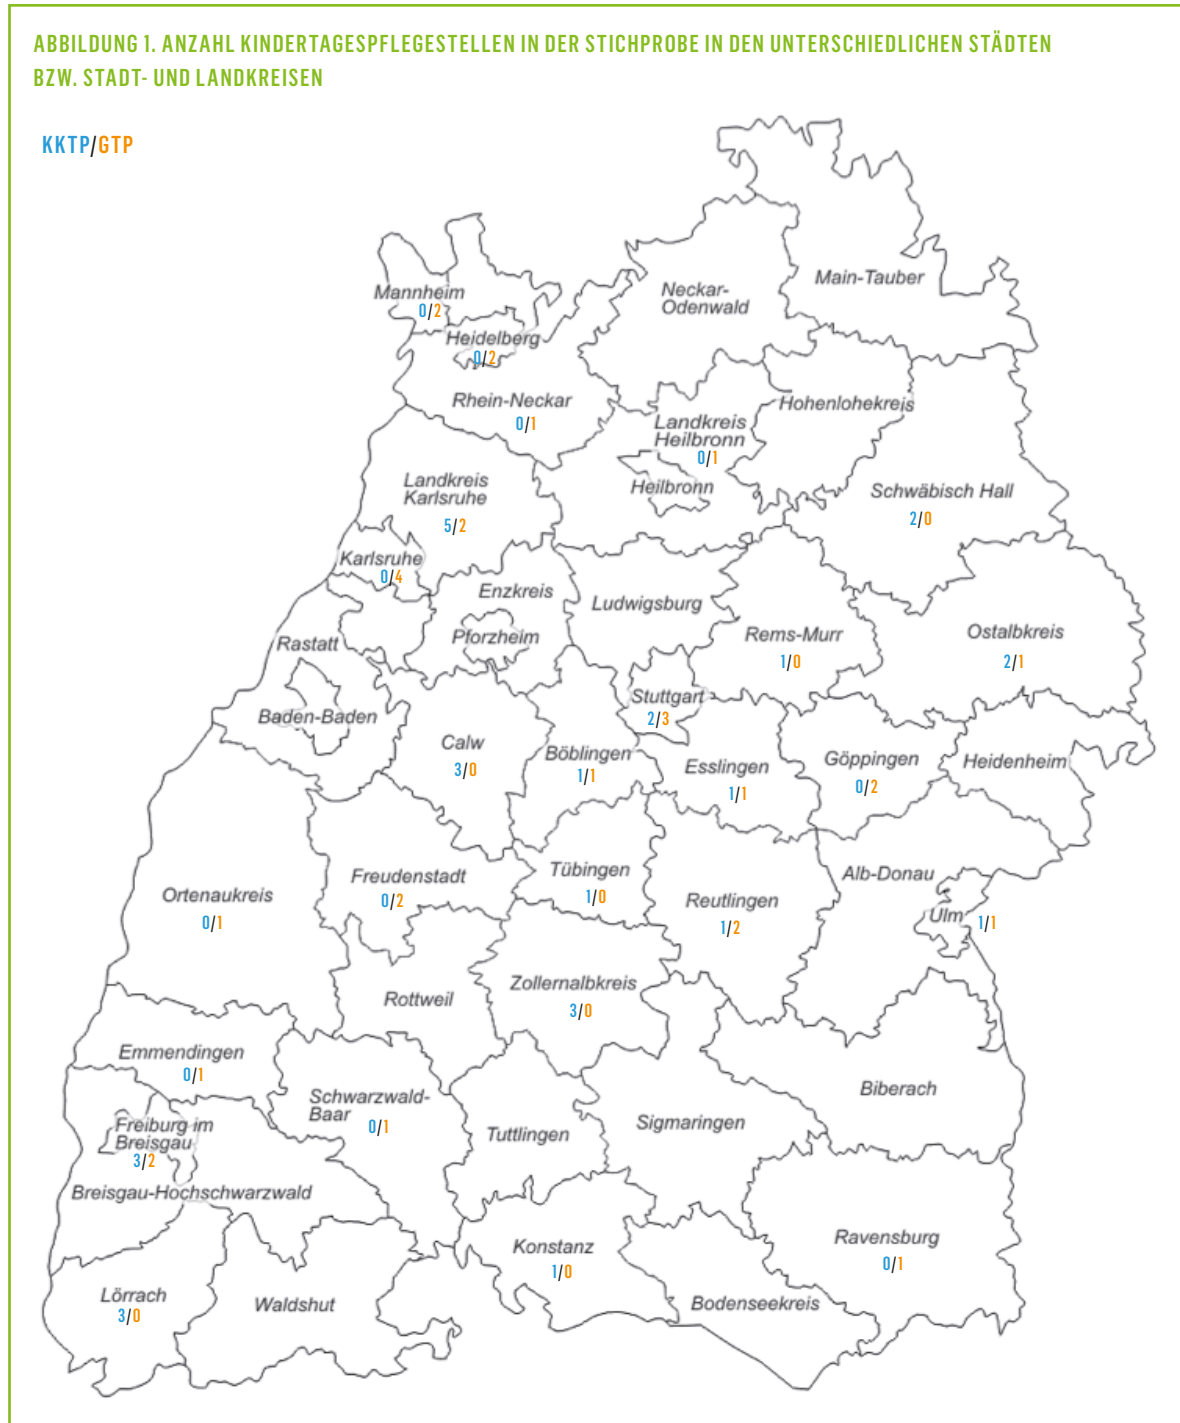 ABBILDUNG 1. ANZAHL KINDERTAGESPFLEGESTELLEN IN DER STICHPROBE IN DEN UNTERSCHIEDLICHEN STÄDTEN
BZW. STADT- UND LANDKREISEN
KKTP/GTP
Main-Tauber
Neckar-
Odenwald
Mannheim
0/2
Heidelberg
0/2
Rhein-Neckar
0/1
Hohenlohekreis
Landkreis
Heilbronn
0/1
Heilbronn
Landkreis
Karlsruhe
5/2
Schwäbisch Hall
2/0
Karlsruhe
0/4
Enzkreis
Ludwigsburg
Pforzheim
Rems-Murr
1/0
Ostalbkreis
2/1
Rastatt
Stuttgart
2/3
Baden-Baden
Calw
3/0
Böblingen
1/1
Esslingen
1/1
Göppingen
0/2
Heidenheim
Freudenstadt
0/2
Tübingen
1/0
Alb-Donau
Ortenaukreis
0/1
Reutlingen
1/2
Ulm 1/1
Rottweil
Zollernalbkreis
3/0
Emmendingen
0/1
Schwarzwald-
Baar
0/1
Biberach
Freiburg im
Breisgau
3/2
Tuttlingen
Sigmaringen
Breisgau-Hochschwarzwald
Konstanz
1/0
Ravensburg
0/1
Lörrach
3/0
Waldshut
Bodenseekreis